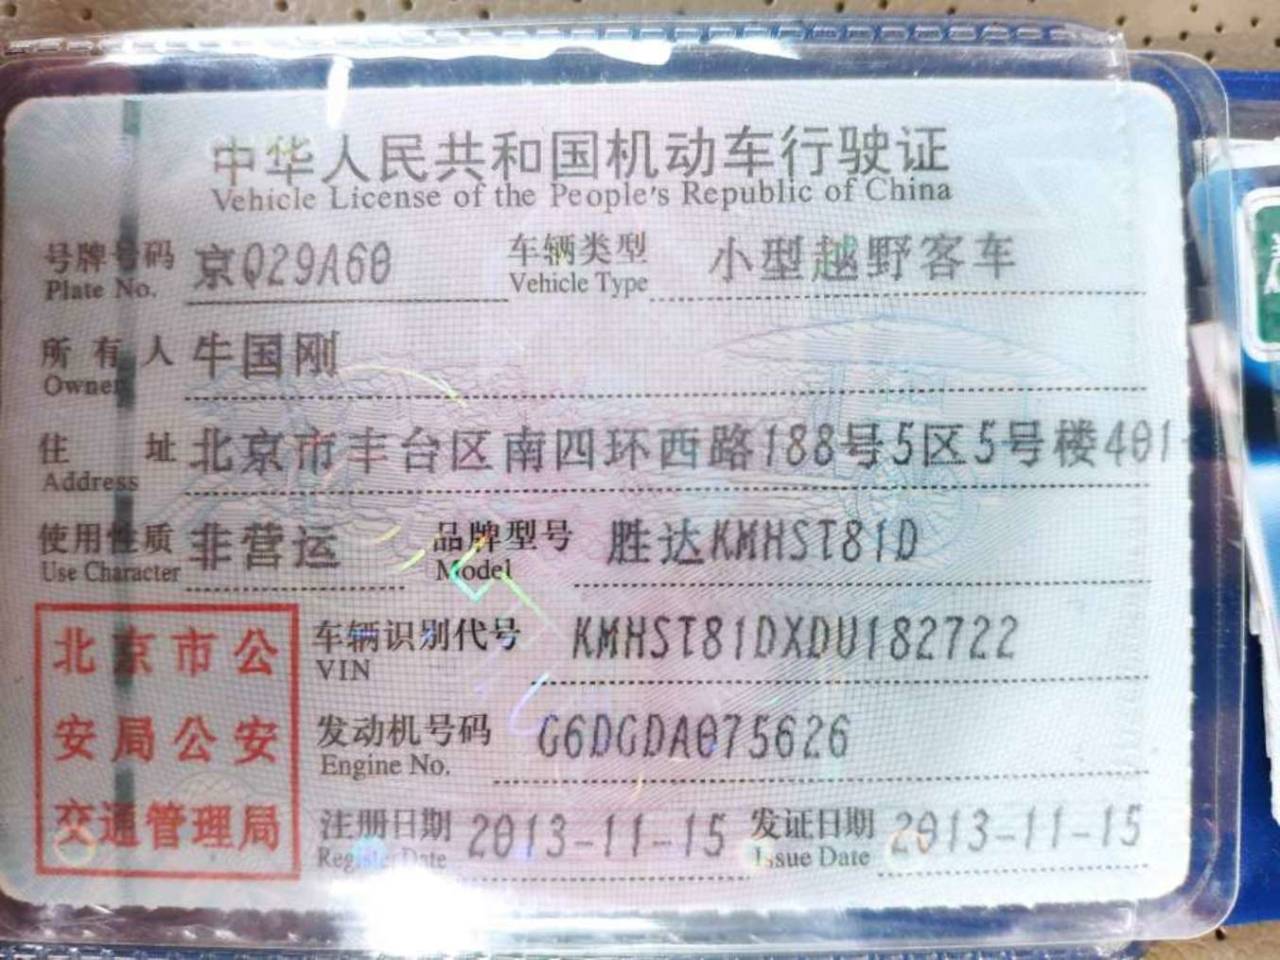 中华人民共和国机动车行驶证
Vehicle License of the People's Republic of China
号牌号码 京Q29A60 车辆类型 小型越野客车
Plate No. Vehicle Type
所有人 牛国刚
Owner
住址 北京市丰台区南四环西路188号5区5号楼401
Address
使用性质 非营运 品牌型号 胜达KMHST81D
Use Character Model
车辆识别代号 KMHST81DXDU182722
VIN
发动机号码 G6DGDA075626
Engine No.
注册日期 2013-11-15 发证日期 2013-11-15
Register Date Issue Date
北京市公
安局公安
交通管理局